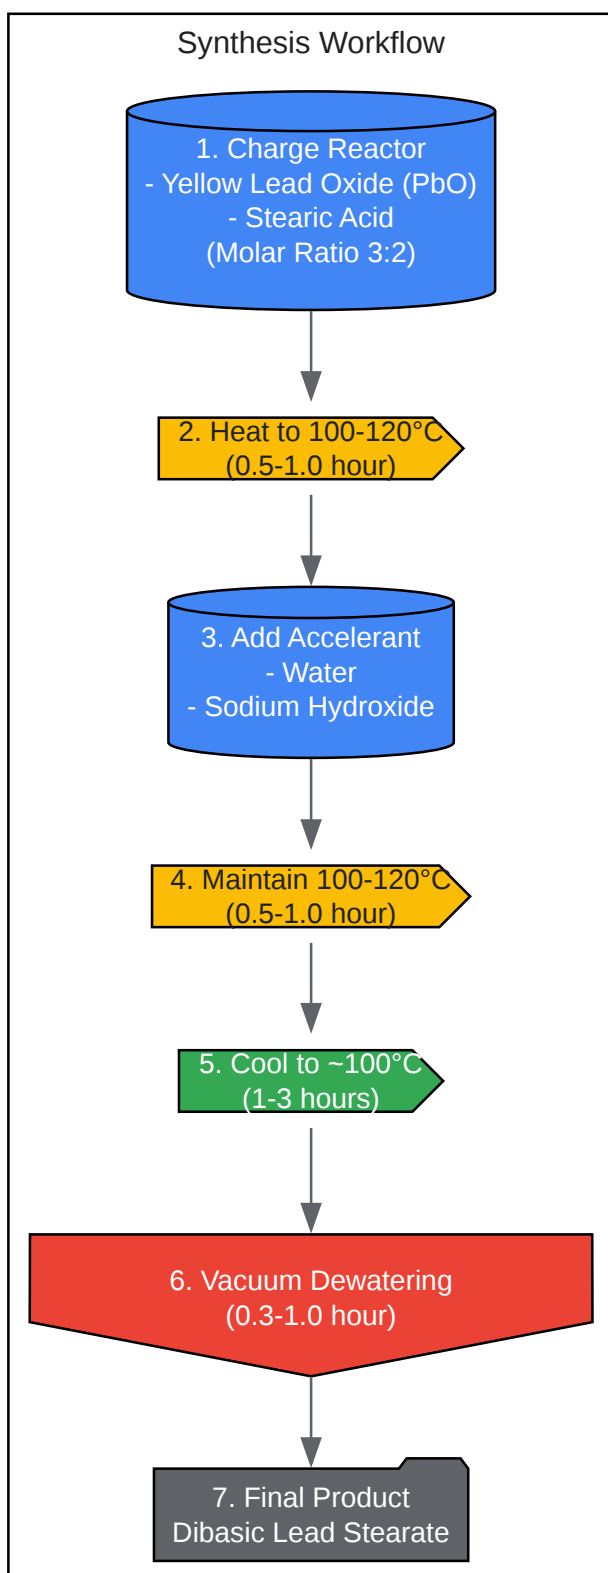 Synthesis Workflow
1. Charge Reactor
- Yellow Lead Oxide (PbO)
- Stearic Acid
(Molar Ratio 3:2)
2. Heat to 100-120°C
(0.5-1.0 hour)
3. Add Accelerant
- Water
- Sodium Hydroxide
4. Maintain 100-120°C
(0.5-1.0 hour)
5. Cool to ~100°C
(1-3 hours)
6. Vacuum Dewatering
(0.3-1.0 hour)
7. Final Product
Dibasic Lead Stearate